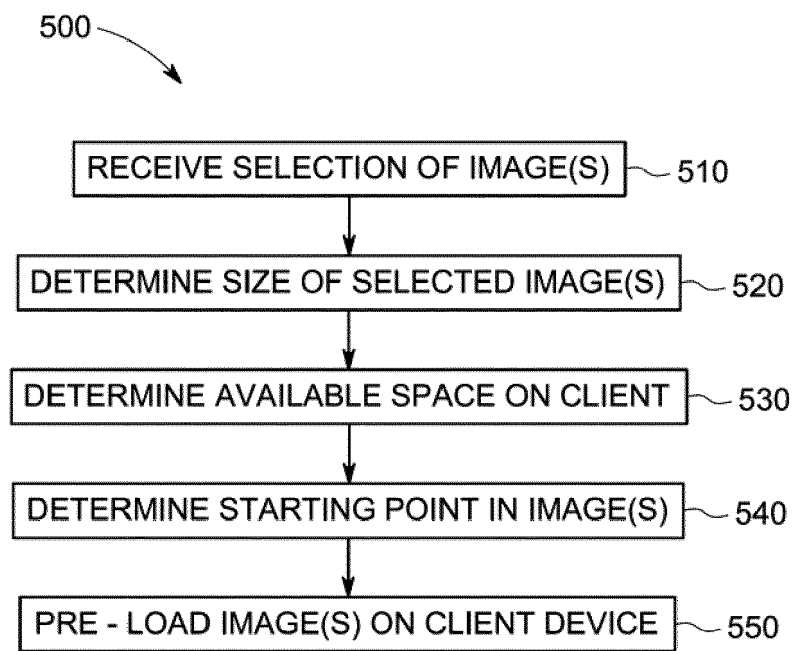 500
RECEIVE SELECTION OF IMAGE(S) 510
DETERMINE SIZE OF SELECTED IMAGE(S) 520
DETERMINE AVAILABLE SPACE ON CLIENT 530
DETERMINE STARTING POINT IN IMAGE(S) 540
PRE - LOAD IMAGE(S) ON CLIENT DEVICE 550